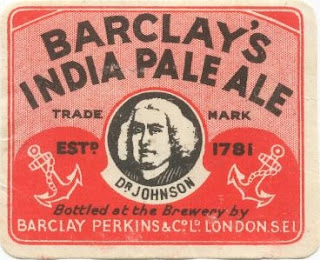 BARCLAY'S
INDIA PALE ALE
TRADE MARK
ESTD. 1781
DR JOHNSON
Bottled at the Brewery by
BARCLAY PERKINS & Co. LD. LONDON. S.E.1.